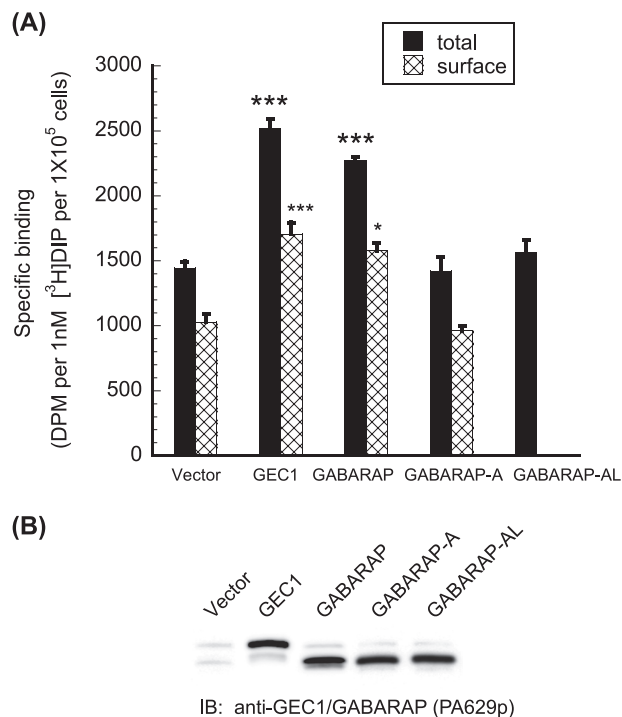 (A)
total
surface
3000
2500
2000
1500
1000
500
0
Specific binding
(DPM per 1nM [³H]DIP per 1X10⁵ cells)
***
***
***
*
Vector
GEC1
GABARAP
GABARAP-A
GABARAP-AL
(B)
Vector
GEC1
GABARAP
GABARAP-A
GABARAP-AL
IB: anti-GEC1/GABARAP (PA629p)